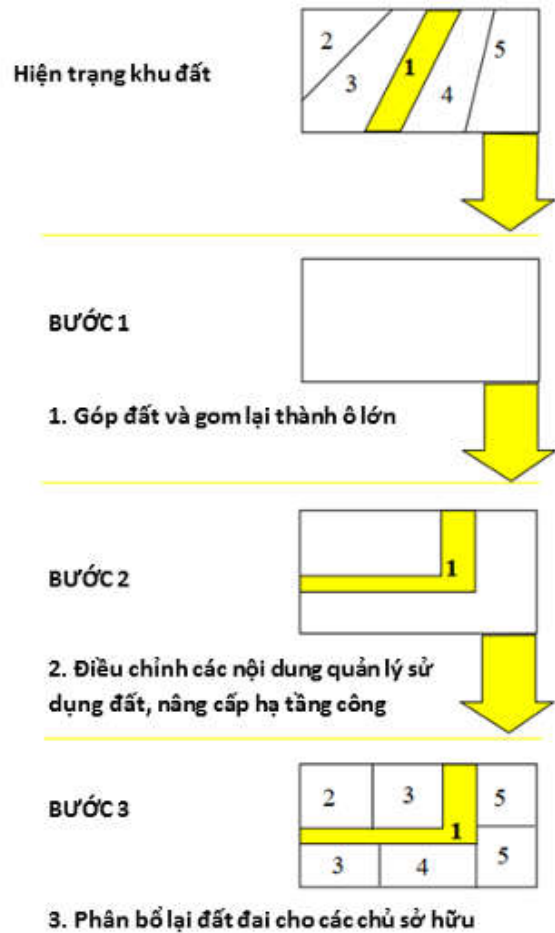 Hiện trạng khu đất
2
3
1
4
5
BƯỚC 1
1. Góp đất và gom lại thành ô lớn
BƯỚC 2
1
2. Điều chỉnh các nội dung quản lý sử
dụng đất, nâng cấp hạ tầng công
BƯỚC 3
2
3
5
1
3
4
5
3. Phân bổ lại đất đai cho các chủ sở hữu